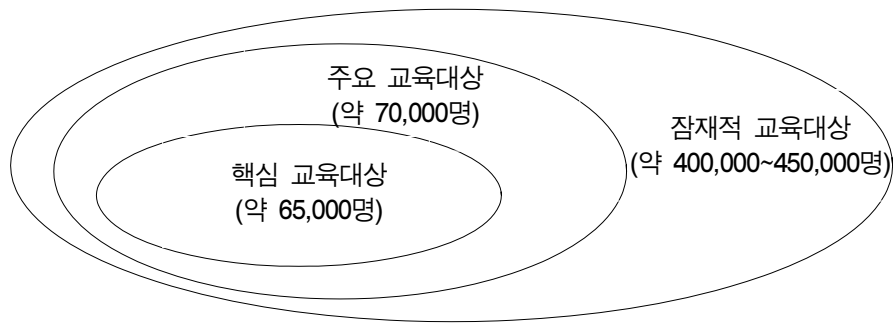 주요 교육대상
(약 70,000명)
잠재적 교육대상
(약 400,000~450,000명)
핵심 교육대상
(약 65,000명)